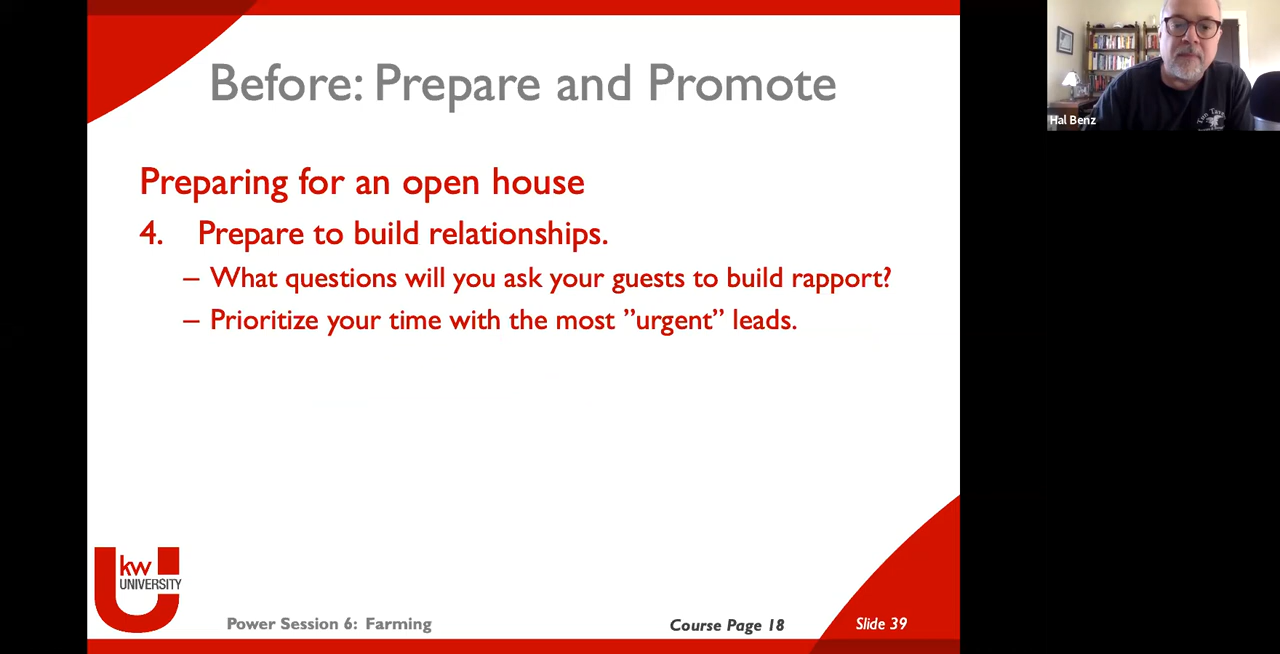 Before: Prepare and Promote
Hal Benz
Preparing for an open house
4. Prepare to build relationships.
– What questions will you ask your guests to build rapport?
– Prioritize your time with the most ”urgent” leads.
kw
UNIVERSITY
Power Session 6: Farming
Course Page 18
Slide 39